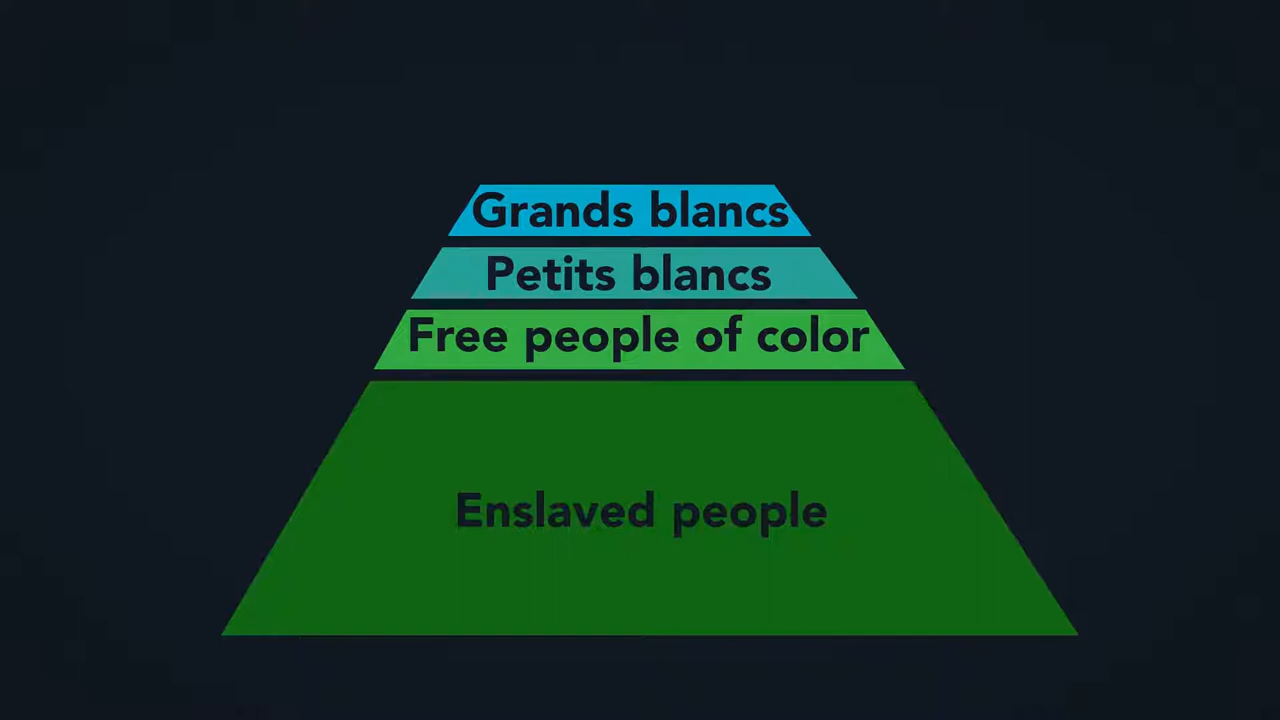 Grands blancs
Petits blancs
Free people of color
Enslaved people